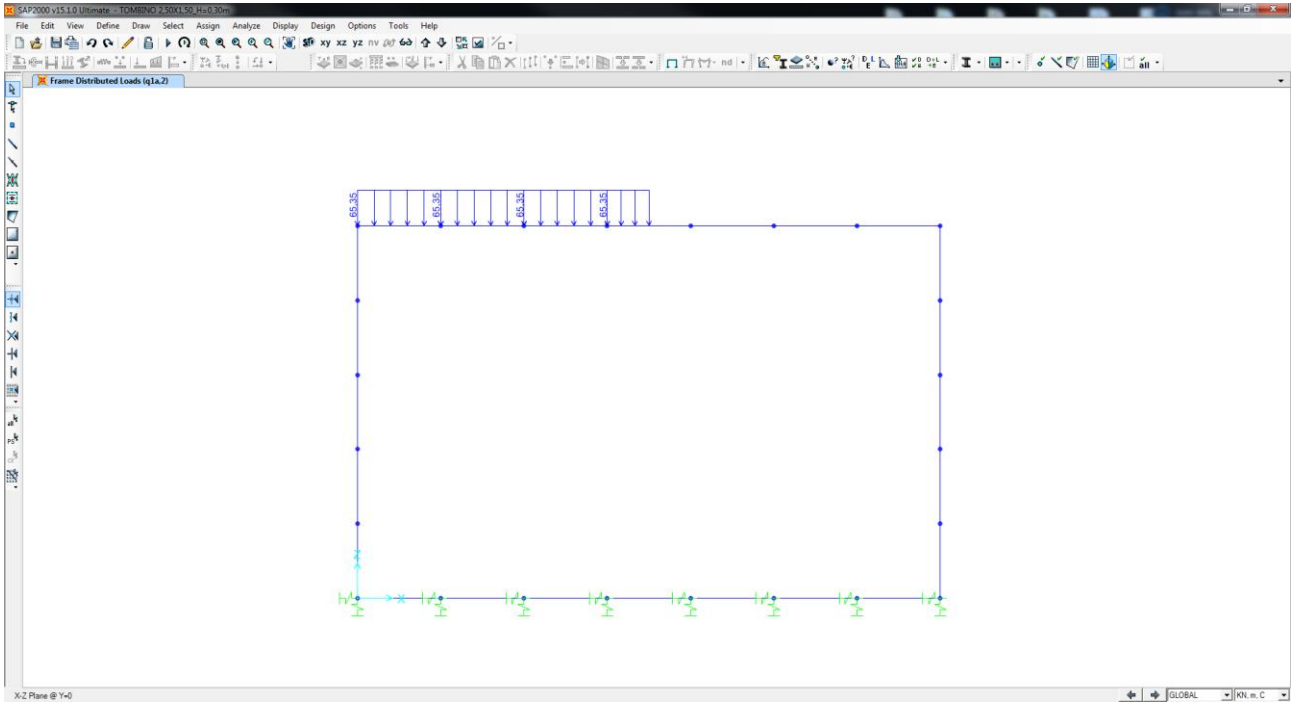 SAP2000 v15.1.0 Ultimate - TOMBINO 2,50X1,50_H=0,30m
File Edit View Define Draw Select Assign Analyze Display Design Options Tools Help
xy xz yz nv
nd
all
Frame Distributed Loads (q1a.2)
65.35 65.35 65.35 65.35
Z
X
X-Z Plane @ Y=0
GLOBAL
KN, m, C